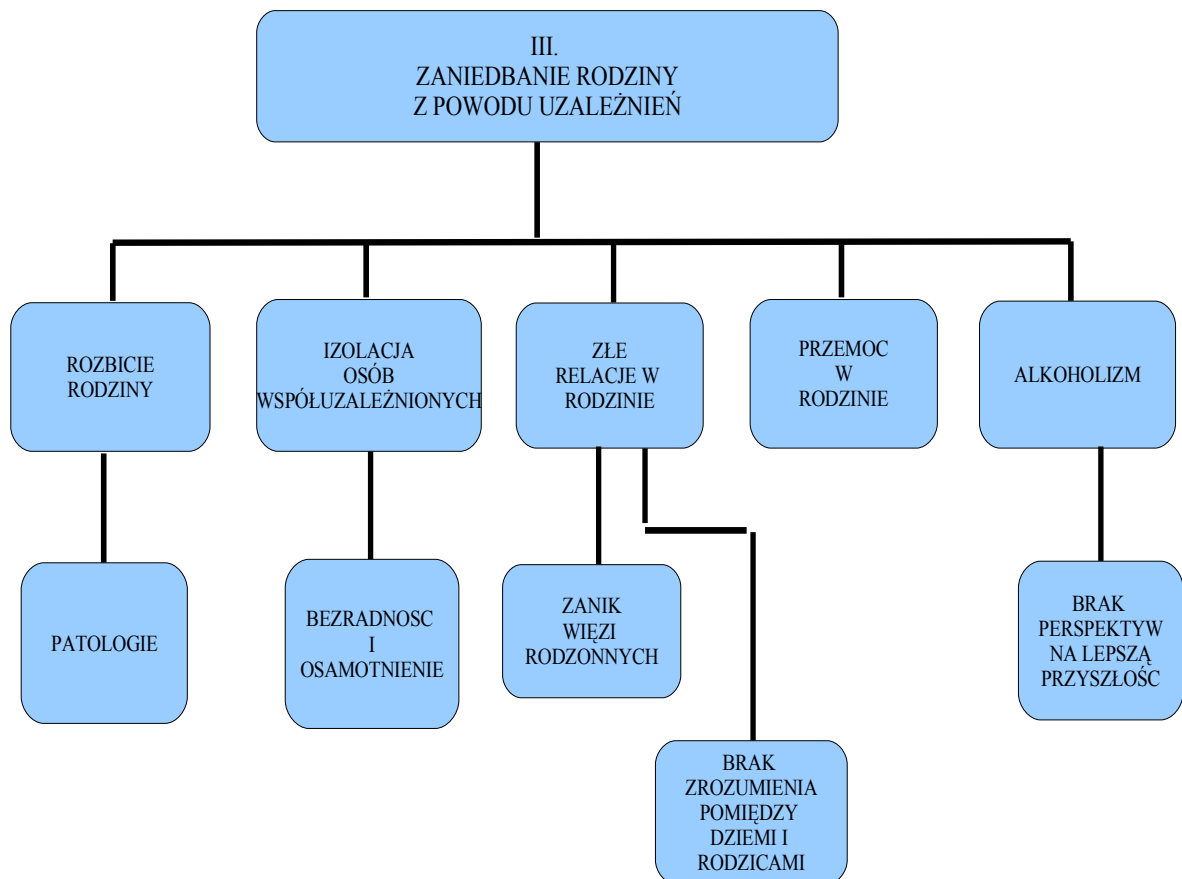 III.
ZANIEDBANIE RODZINY
Z POWODU UZALEŻNIEŃ
ROZBICIE
RODZINY
IZOLACJA
OSÓB
WSPÓŁUZALEŻNIONYCH
ZŁE
RELACJE W
RODZINIE
PRZEMOC
W
RODZINIE
ALKOHOLIZM
PATOLOGIE
BEZRADNOSC
I
OSAMOTNIENIE
ZANIK
WIĘZI
RODZONNYCH
BRAK
PERSPEKTYW
NA LEPSZĄ
PRZYSZŁOŚC
BRAK
ZROZUMIENIA
POMIĘDZY
DZIEMI I
RODZICAMI